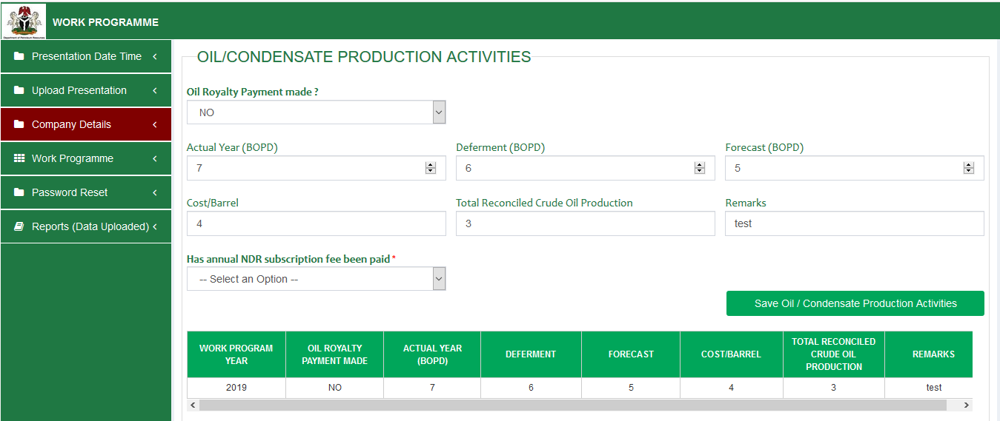 Department of Petroleum Resources
WORK PROGRAMME
Presentation Date Time
Upload Presentation
Company Details
Work Programme
Password Reset
Reports (Data Uploaded)
OIL/CONDENSATE PRODUCTION ACTIVITIES
Oil Royalty Payment made ?
NO
Actual Year (BOPD) Deferment (BOPD) Forecast (BOPD)
7 6 5
Cost/Barrel Total Reconciled Crude Oil Production Remarks
4 3 test
Has annual NDR subscription fee been paid *
-- Select an Option --
Save Oil / Condensate Production Activities
WORK PROGRAM YEAR OIL ROYALTY PAYMENT MADE ACTUAL YEAR (BOPD) DEFERMENT FORECAST COST/BARREL TOTAL RECONCILED CRUDE OIL PRODUCTION REMARKS
2019 NO 7 6 5 4 3 test